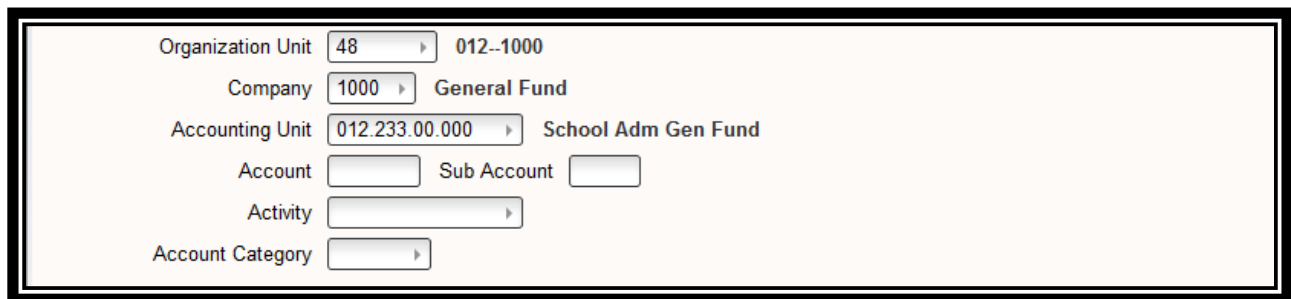 Organization Unit 48 012--1000
Company 1000 General Fund
Accounting Unit 012.233.00.000 School Adm Gen Fund
Account Sub Account
Activity
Account Category